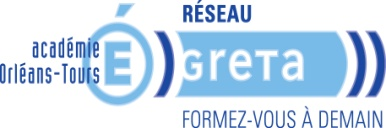 RÉSEAU
académie
Orléans-Tours
É
GRETA
FORMEZ-VOUS À DEMAIN